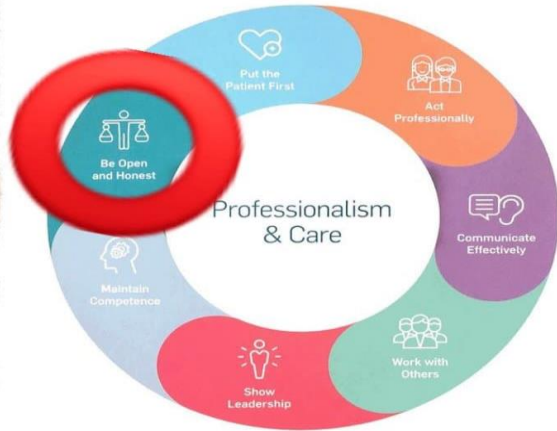 Put the
Patient First
Act
Professionally
Be Open
and Honest
Professionalism
& Care
Communicate
Effectively
Maintain
Competence
Work with
Others
Show
Leadership